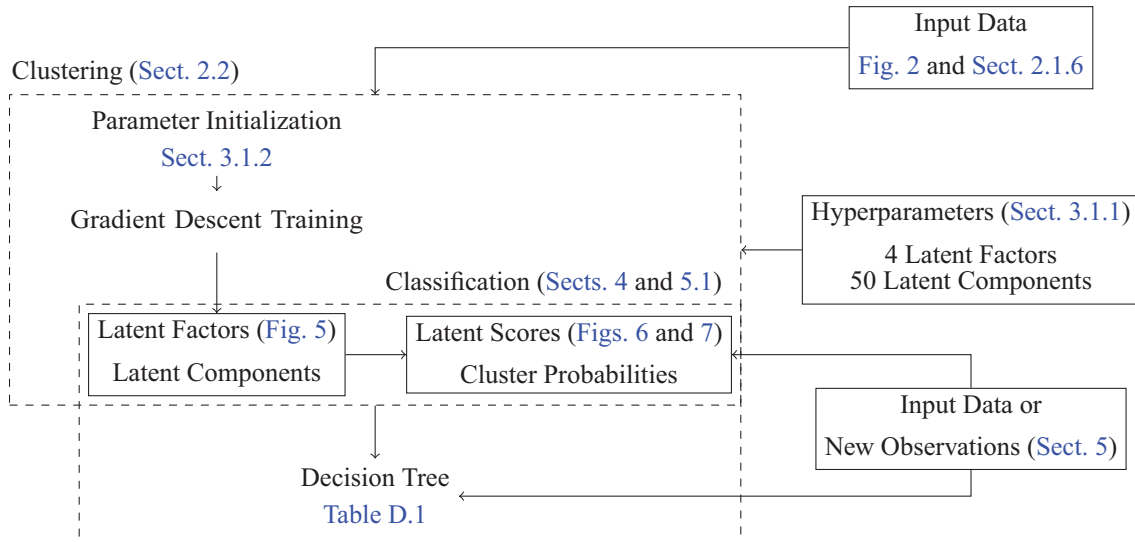 Input Data
Fig. 2 and Sect. 2.1.6
Clustering (Sect. 2.2)
Parameter Initialization
Sect. 3.1.2
Gradient Descent Training
Hyperparameters (Sect. 3.1.1)
4 Latent Factors
50 Latent Components
Classification (Sects. 4 and 5.1)
Latent Factors (Fig. 5)
Latent Components
Latent Scores (Figs. 6 and 7)
Cluster Probabilities
Input Data or
New Observations (Sect. 5)
Decision Tree
Table D.1